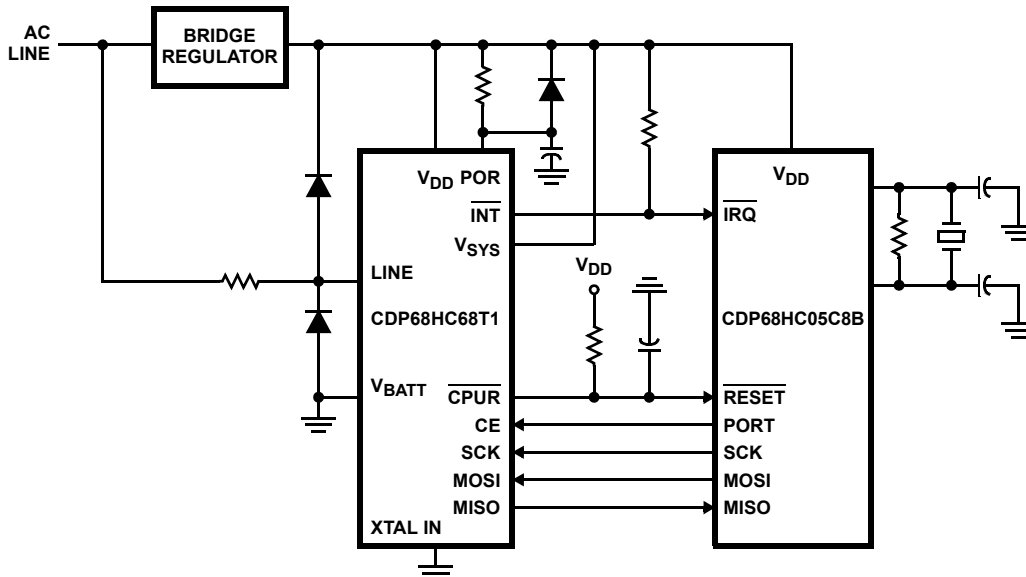 AC
LINE
BRIDGE
REGULATOR
VDD POR
INT
VSYS
LINE
CDP68HC68T1
VBATT
CPUR
CE
SCK
MOSI
MISO
XTAL IN
VDD
VDD
IRQ
CDP68HC05C8B
RESET
PORT
SCK
MOSI
MISO